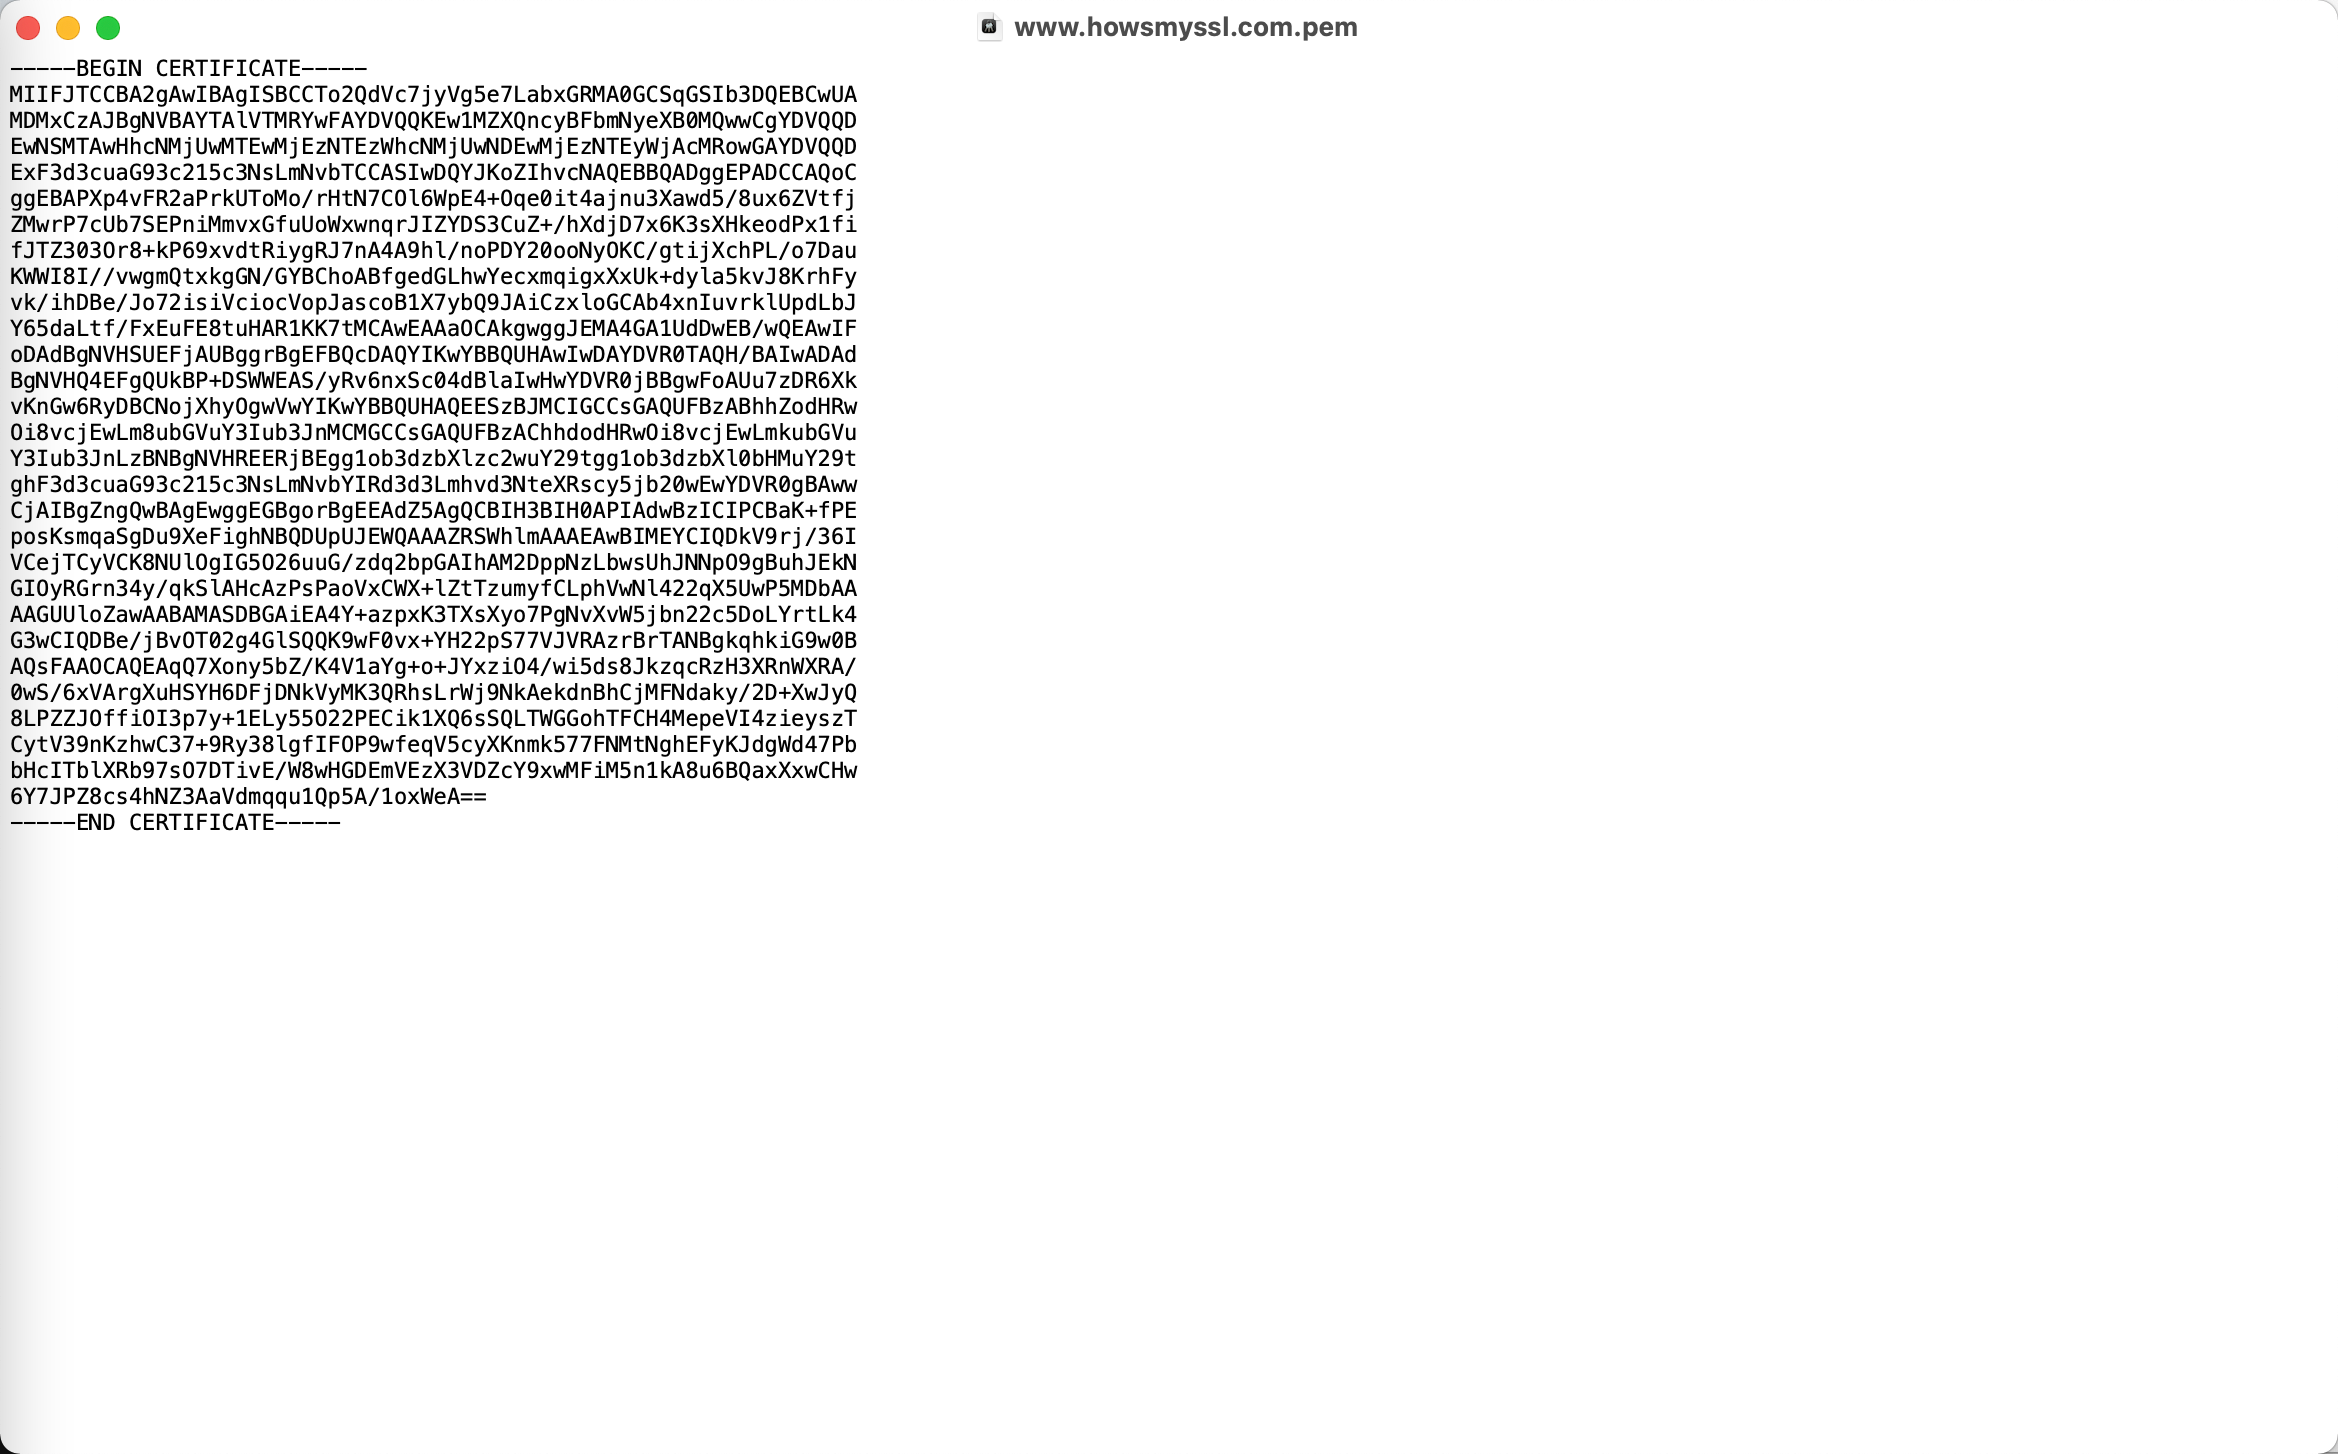 www.howsmyssl.com.pem
-----BEGIN CERTIFICATE-----
MIIFJTCCBA2gAwIBAgISBCCTo2QdVc7jyVg5e7LabxGRMA0GCSqGSIb3DQEBCwUA
MDMxCzAJBgNVBAYTAlVTMRYwFAYDVQQKEw1MZXQncyBFbmNyeXB0MQwwCgYDVQQD
EwNSMTAwHhcNMjUwMTEwMjEzNTEzWhcNMjUwNDEwMjEzNTEyWjAcMRowGAYDVQQD
ExF3d3cuaG93c215c3NsLmNvbTCCASIwDQYJKoZIhvcNAQEBBQADggEPADCCAQoC
ggEBAPXp4vFR2aPrkUToMo/rHtN7COl6WpE4+Oqe0it4ajnu3Xawd5/8ux6ZVtfj
ZMwrP7cUb7SEPniMmvxGfuUoWxwnqrJIZYDS3CuZ+/hXdjD7x6K3sXHkeodPx1fi
fJTZ303Or8+kP69xvdtRiygRJ7nA4A9hl/noPDY20ooNyOKC/gtijXchPL/o7Dau
KWWI8I//vwgmQtxkgGN/GYBChoABfgedGLhwYecxmqigxXxUk+dyla5kvJ8KrhFy
vk/ihDBe/Jo72isiVciocVopJascoB1X7ybQ9JAiCzxloGCAb4xnIuvrklUpdLbJ
Y65daLtf/FxEuFE8tuHAR1KK7tMCAwEAAaOCAkgwggJEMA4GA1UdDwEB/wQEAwIF
oDAdBgNVHSUEFjAUBggrBgEFBQcDAQYIKwYBBQUHAwIwDAYDVR0TAQH/BAIwADAd
BgNVHQ4EFgQUkBP+DSWWEAS/yRv6nxSc04dBlaIwHwYDVR0jBBgwFoAUu7zDR6Xk
vKnGw6RyDBCNojXhyOgwVwYIKwYBBQUHAQEESzBJMCIGCCsGAQUFBzABhhZodHRw
Oi8vcjEwLm8ubGVuY3Iub3JnMCMGCCsGAQUFBzAChhdodHRwOi8vcjEwLmkubGVu
Y3Iub3JnLzBNBgNVHREERjBEgg1ob3dzbXlzc2wuY29tgg1ob3dzbXl0bHMuY29t
ghF3d3cuaG93c215c3NsLmNvbYIRd3d3Lmhvd3NteXRscy5jb20wEwYDVR0gBAww
CjAIBgZngQwBAgEwggEGBgorBgEEAdZ5AgQCBIH3BIH0APIAdwBzICIPCBaK+fPE
posKsmqaSgDu9XeFighNBQDUpUJEWQAAAZRSWhlmAAAEAwBIMEYCIQDkV9rj/36I
VCejTCyVCK8NUlOgIG5O26uuG/zdq2bpGAIhAM2DppNzLbwsUhJNNpO9gBuhJEkN
GIOyRGrn34y/qkSlAHcAzPsPaoVxCWX+lZtTzumyfCLphVwNl422qX5UwP5MDbAA
AAGUUloZawAABAMASDBGAiEA4Y+azpxK3TXsXyo7PgNvXvW5jbn22c5DoLYrtLk4
G3wCIQDBe/jBvOT02g4GlSQQK9wF0vx+YH22pS77VJVRAzrBrTANBgkqhkiG9w0B
AQsFAAOCAQEAqQ7Xony5bZ/K4V1aYg+o+JYxziO4/wi5ds8JkzqcRzH3XRnWXRA/
0wS/6xVArgXuHSYH6DFjDNkVyMK3QRhsLrWj9NkAekdnBhCjMFNdaky/2D+XwJyQ
8LPZZJOffiOI3p7y+1ELy55O22PECik1XQ6sSQLTWGGohTFCH4MepeVI4zieyszT
CytV39nKzhwC37+9Ry38lgfIFOP9wfeqV5cyXKnmk577FNMtNghEFyKJdgWd47Pb
bHcITblXRb97sO7DTivE/W8wHGDEmVEzX3VDZcY9xwMFiM5n1kA8u6BQaxXxwCHw
6Y7JPZ8cs4hNZ3AaVdmqqu1Qp5A/1oxWeA==
-----END CERTIFICATE-----